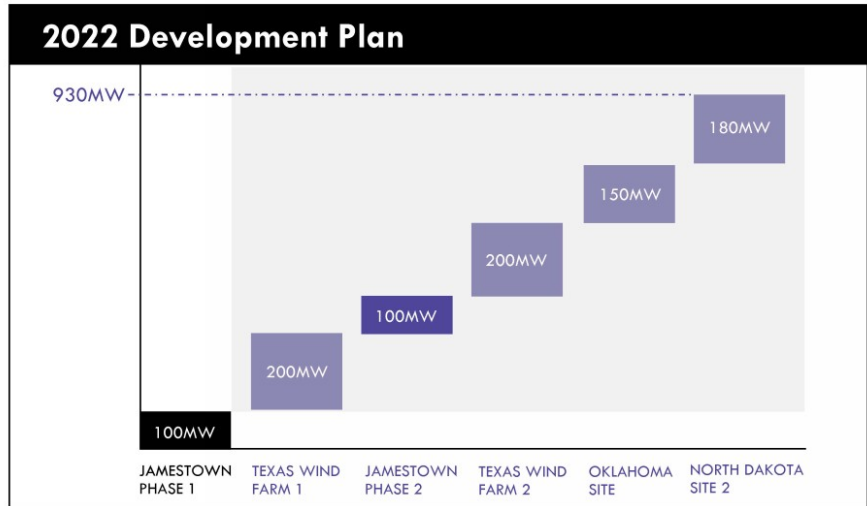 2022 Development Plan
930MW
180MW
150MW
200MW
100MW
200MW
100MW
JAMESTOWN
PHASE 1
TEXAS WIND
FARM 1
JAMESTOWN
PHASE 2
TEXAS WIND
FARM 2
OKLAHOMA
SITE
NORTH DAKOTA
SITE 2